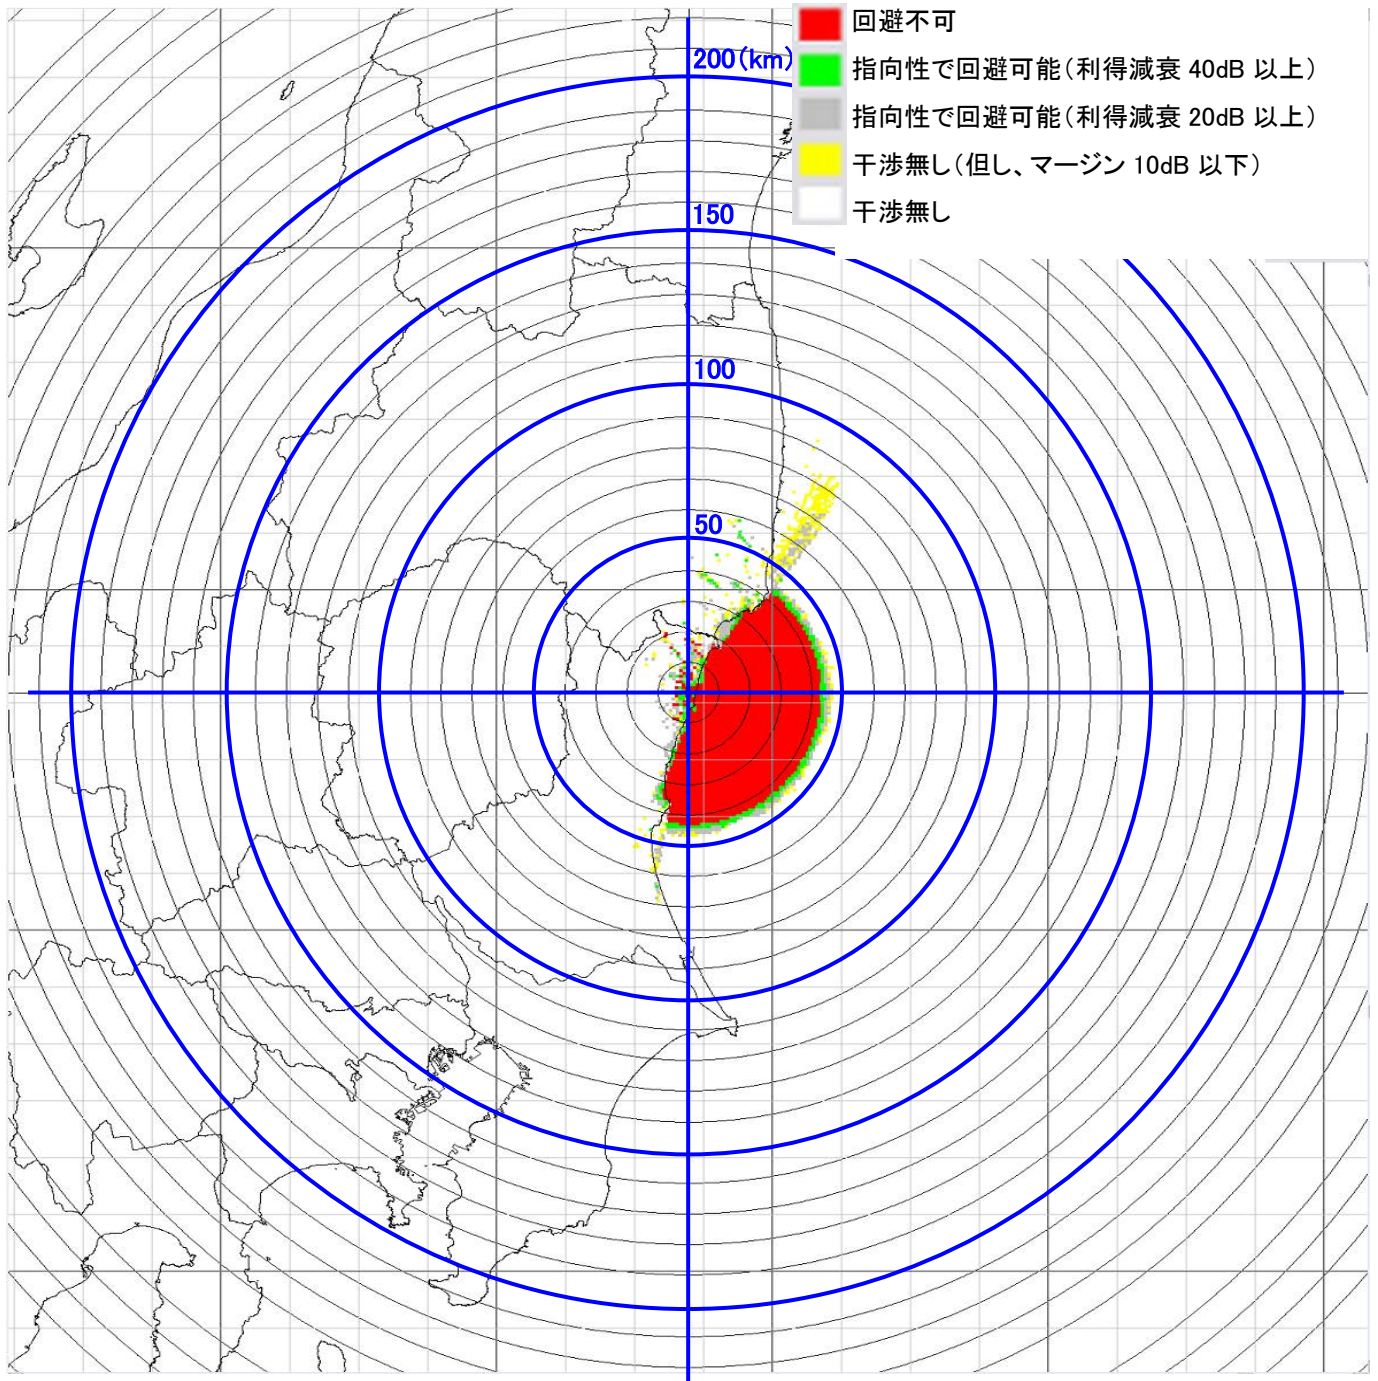 回避不可
指向性で回避可能(利得減衰 40dB 以上)
指向性で回避可能(利得減衰 20dB 以上)
干渉無し(但し、マージン 10dB 以下)
干渉無し
200(km)
150
100
50